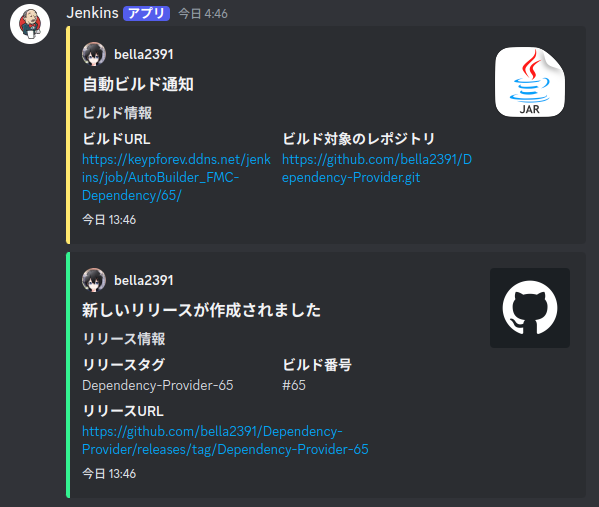 Jenkins アプリ 今日 4:46
bella2391
自動ビルド通知
JAR
ビルド情報
ビルドURL
https://keypforev.ddns.net/jenk
ins/job/AutoBuilder_FMC-
Dependency/65/
ビルド対象のレポジトリ
https://github.com/bella2391/D
ependency-Provider.git
今日 13:46
bella2391
新しいリリースが作成されました
リリース情報
リリースタグ
Dependency-Provider-65
ビルド番号
#65
リリースURL
https://github.com/bella2391/Dependency-
Provider/releases/tag/Dependency-Provider-65
今日 13:46